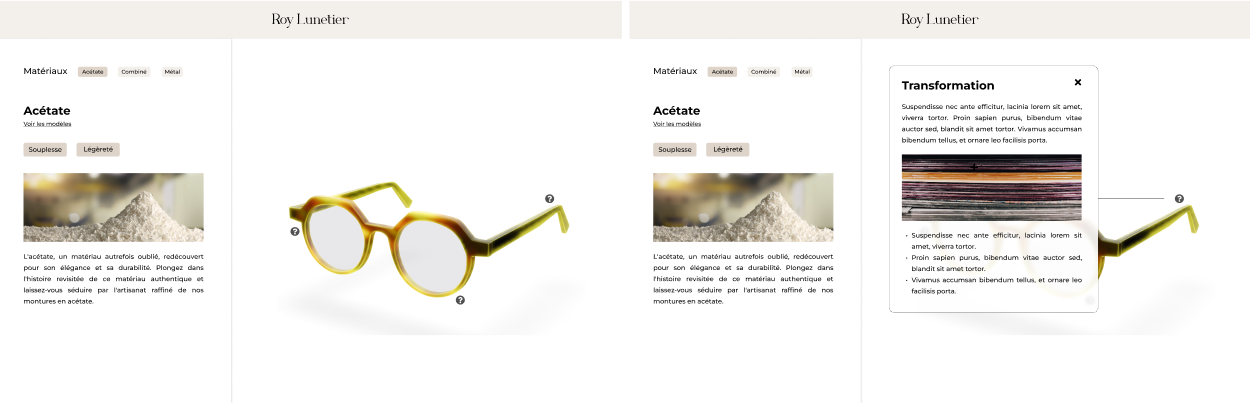 Roy Lunetier
Matériaux Acétate Combiné Métal
Acétate
Voir les modèles
Souplesse Légèreté
L'acétate, un matériau autrefois oublié, redécouvert
pour son élégance et sa durabilité. Plongez dans
l'histoire revisitée de ce matériau authentique et
laissez-vous séduire par l'artisanat raffiné de nos
montures en acétate.
?
?
?
Roy Lunetier
Matériaux Acétate Combiné Métal
Acétate
Voir les modèles
Souplesse Légèreté
L'acétate, un matériau autrefois oublié, redécouvert
pour son élégance et sa durabilité. Plongez dans
l'histoire revisitée de ce matériau authentique et
laissez-vous séduire par l'artisanat raffiné de nos
montures en acétate.
Transformation
Suspendisse nec ante efficitur, lacinia lorem sit amet,
viverra tortor. Proin sapien purus, bibendum vitae
auctor sed, blandit sit amet tortor. Vivamus accumsan
bibendum tellus, et ornare leo facilisis porta.
• Suspendisse nec ante efficitur, lacinia lorem sit
amet, viverra tortor.
• Proin sapien purus, bibendum vitae auctor sed,
blandit sit amet tortor.
• Vivamus accumsan bibendum tellus, et ornare leo
facilisis porta.
?